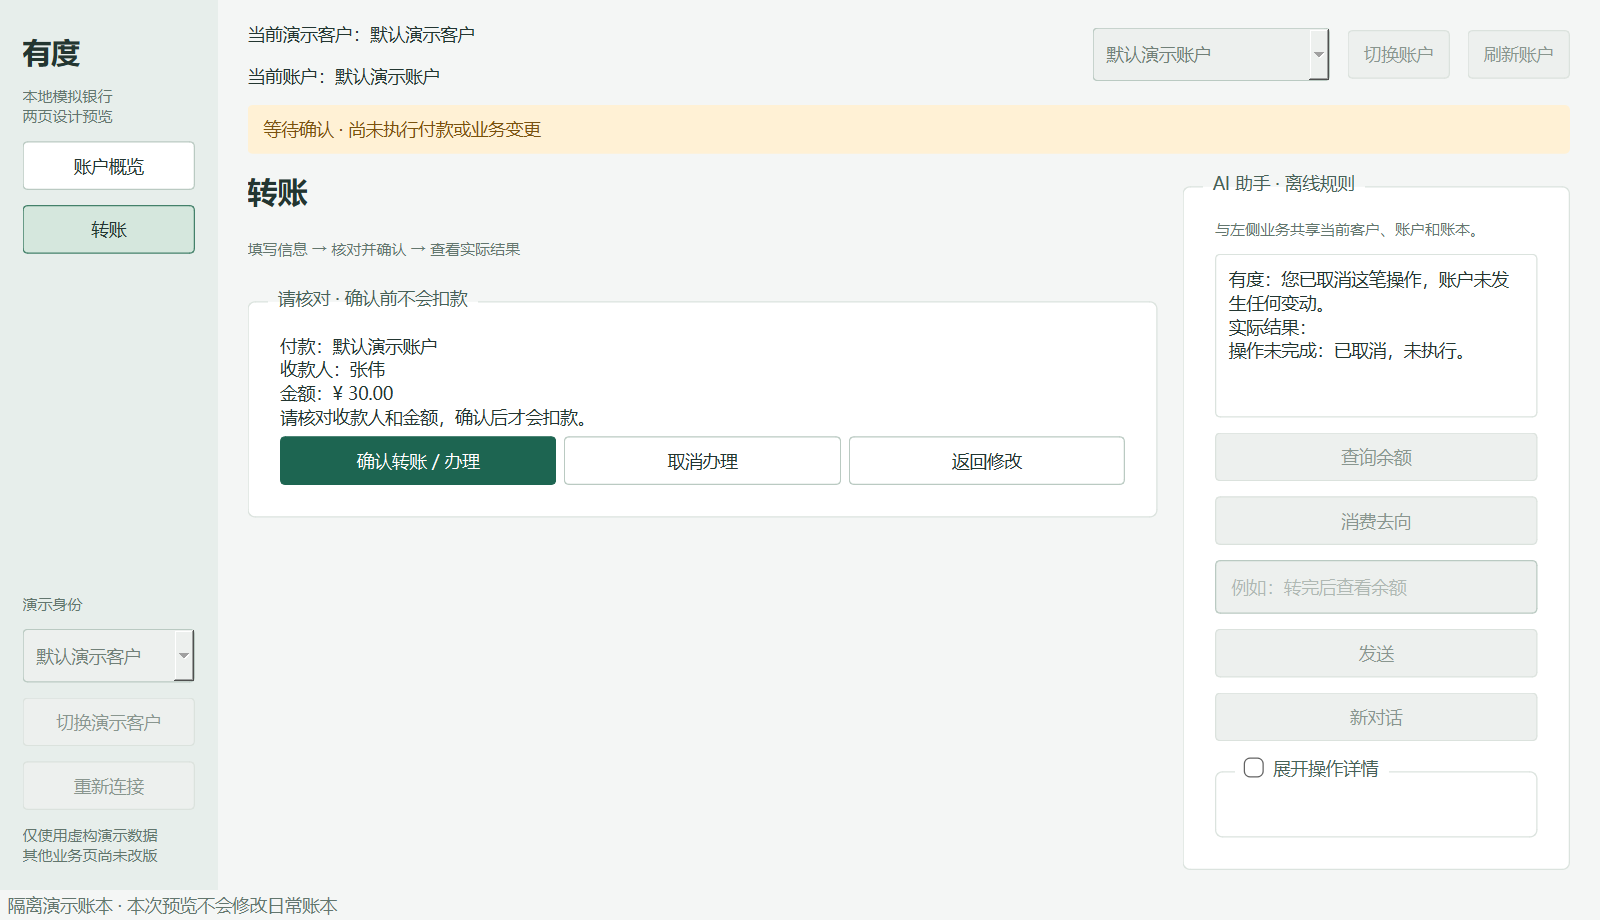 有度
本地模拟银行
两页设计预览
账户概览
转账
演示身份
默认演示客户
切换演示客户
重新连接
仅使用虚构演示数据
其他业务页尚未改版
当前演示客户：默认演示客户
当前账户：默认演示账户
默认演示账户
切换账户
刷新账户
等待确认 · 尚未执行付款或业务变更
转账
填写信息 → 核对并确认 → 查看实际结果
请核对 · 确认前不会扣款
付款：默认演示账户
收款人：张伟
金额：¥ 30.00
请核对收款人和金额，确认后才会扣款。
确认转账 / 办理
取消办理
返回修改
AI 助手 · 离线规则
与左侧业务共享当前客户、账户和账本。
有度：您已取消这笔操作，账户未发
生任何变动。
实际结果：
操作未完成：已取消，未执行。
查询余额
消费去向
例如：转完后查看余额
发送
新对话
展开操作详情
隔离演示账本 · 本次预览不会修改日常账本